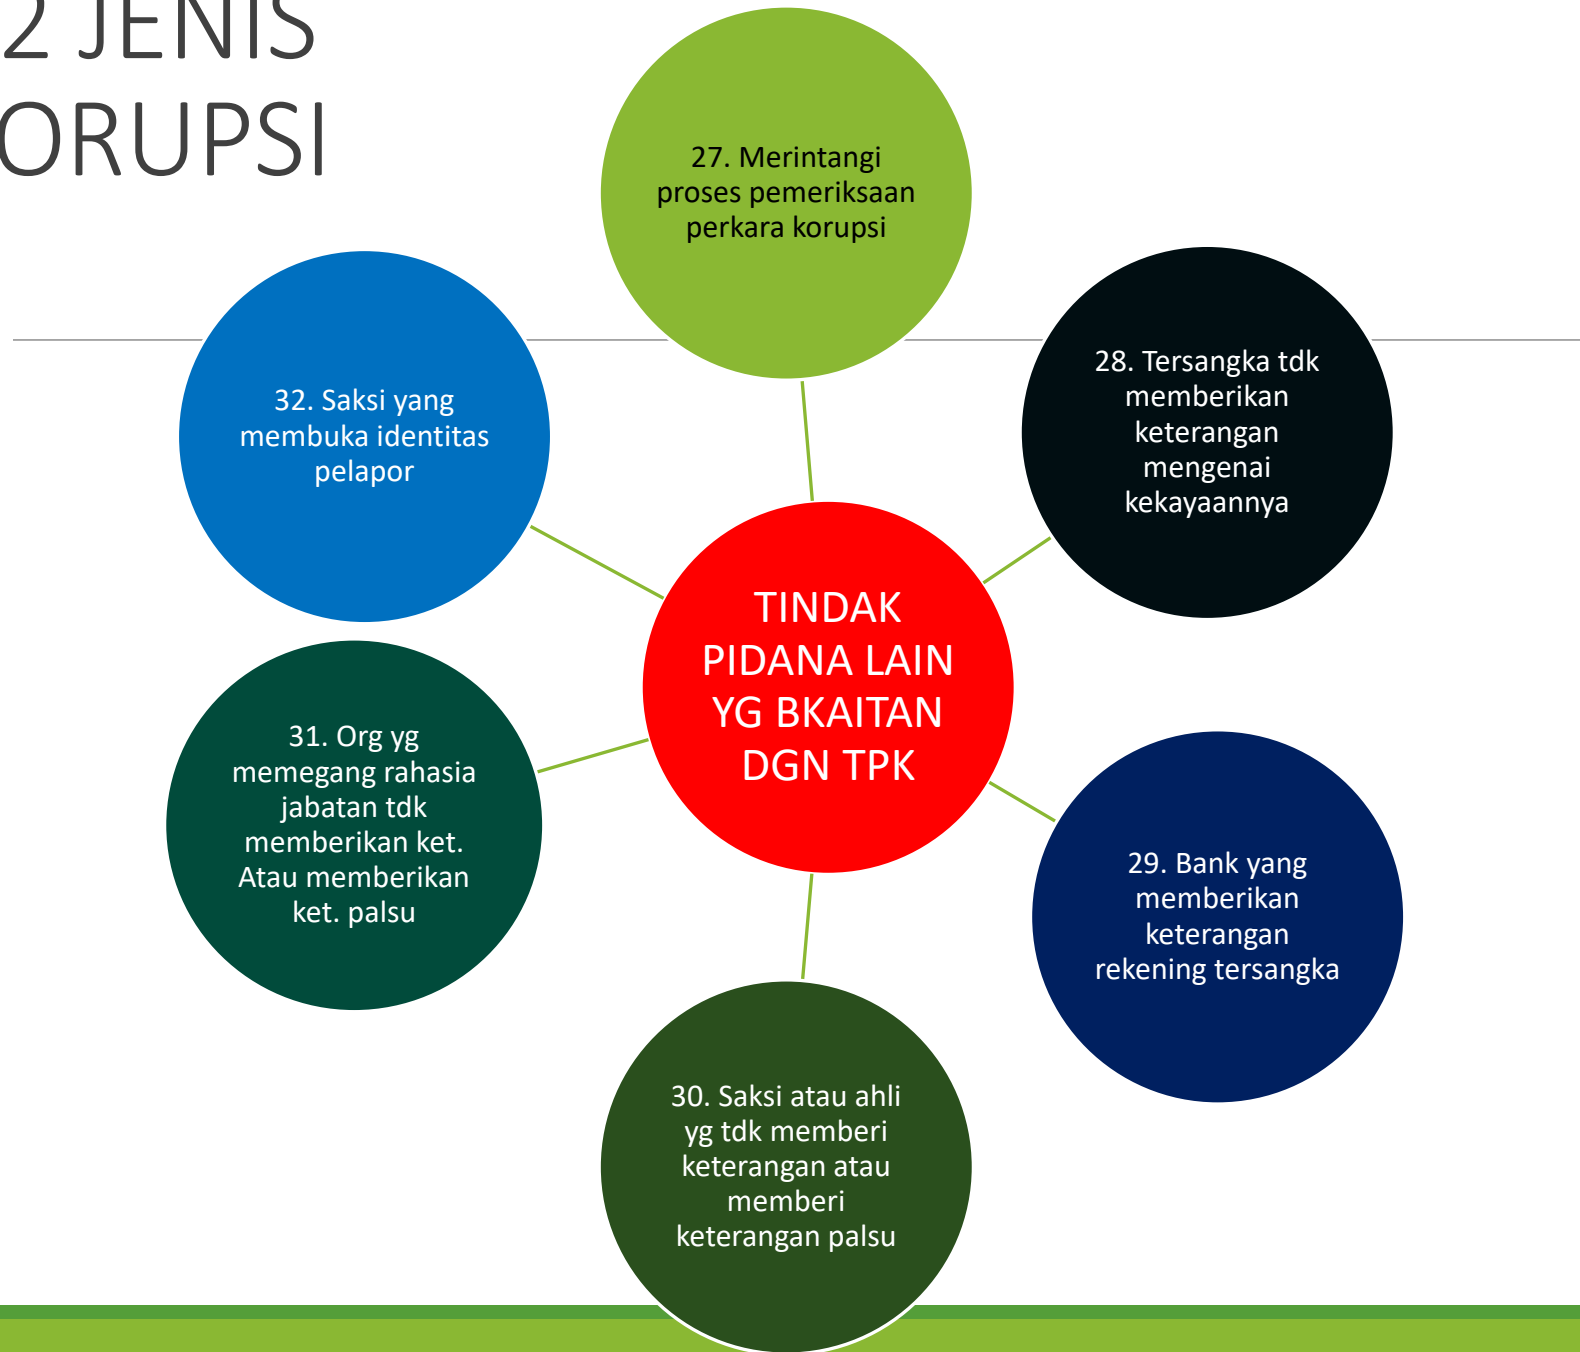 2 JENIS
ORUPSI
27. Merintangi
proses pemeriksaan
perkara korupsi
28. Tersangka tdk
memberikan
keterangan
mengenai
kekayaannya
TINDAK
PIDANA LAIN
YG BKAITAN
DGN TPK
29. Bank yang
memberikan
keterangan
rekening tersangka
30. Saksi atau ahli
yg tdk memberi
keterangan atau
memberi
keterangan palsu
31. Org yg
memegang rahasia
jabatan tdk
memberikan ket.
Atau memberikan
ket. palsu
32. Saksi yang
membuka identitas
pelapor